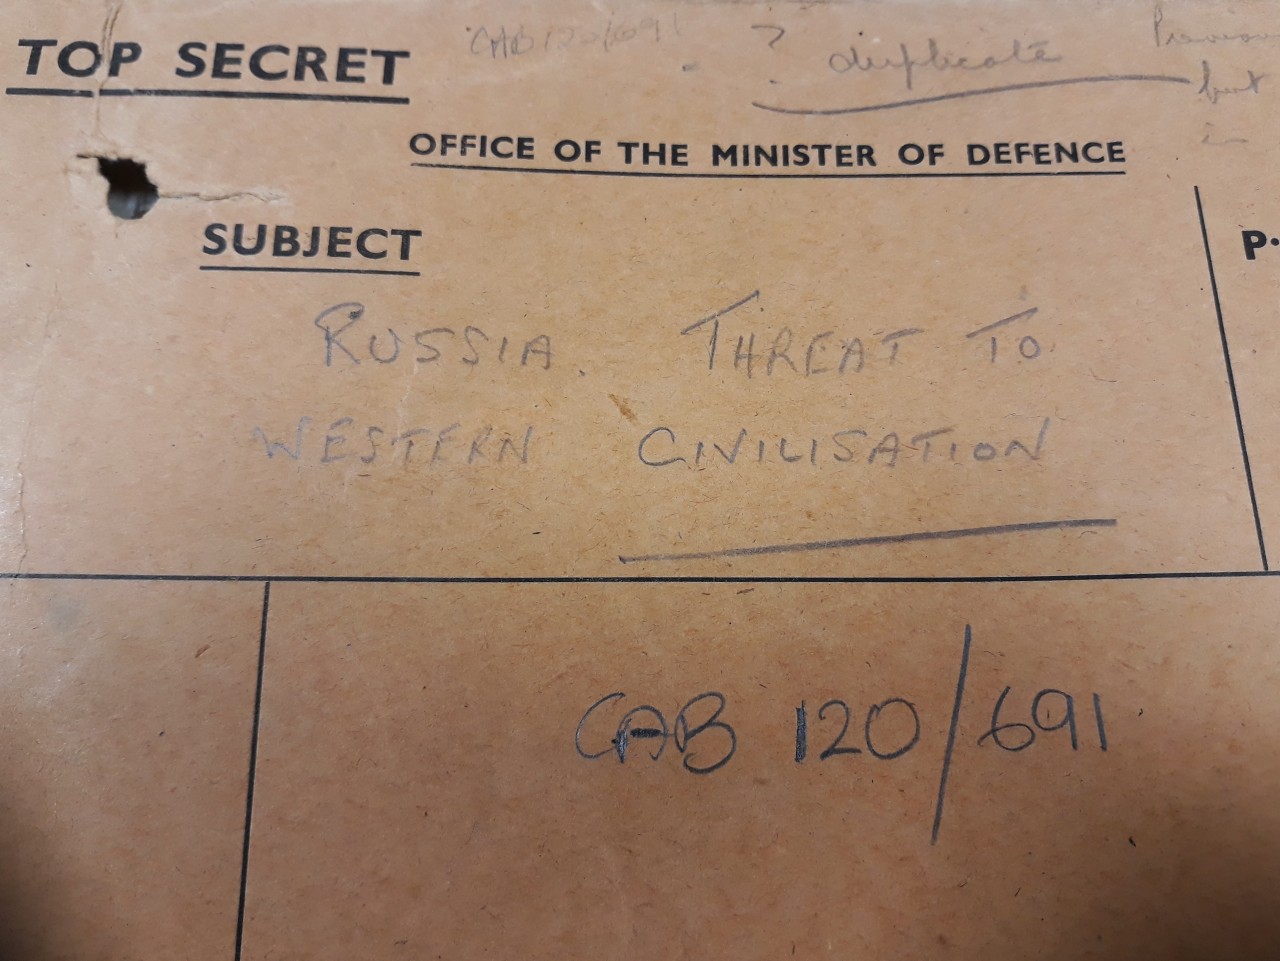 TOP SECRET
CAB 120/691
? duplicate
but
OFFICE OF THE MINISTER OF DEFENCE
SUBJECT
P.
RUSSIA. THREAT TO
WESTERN CIVILISATION
CAB 120/691